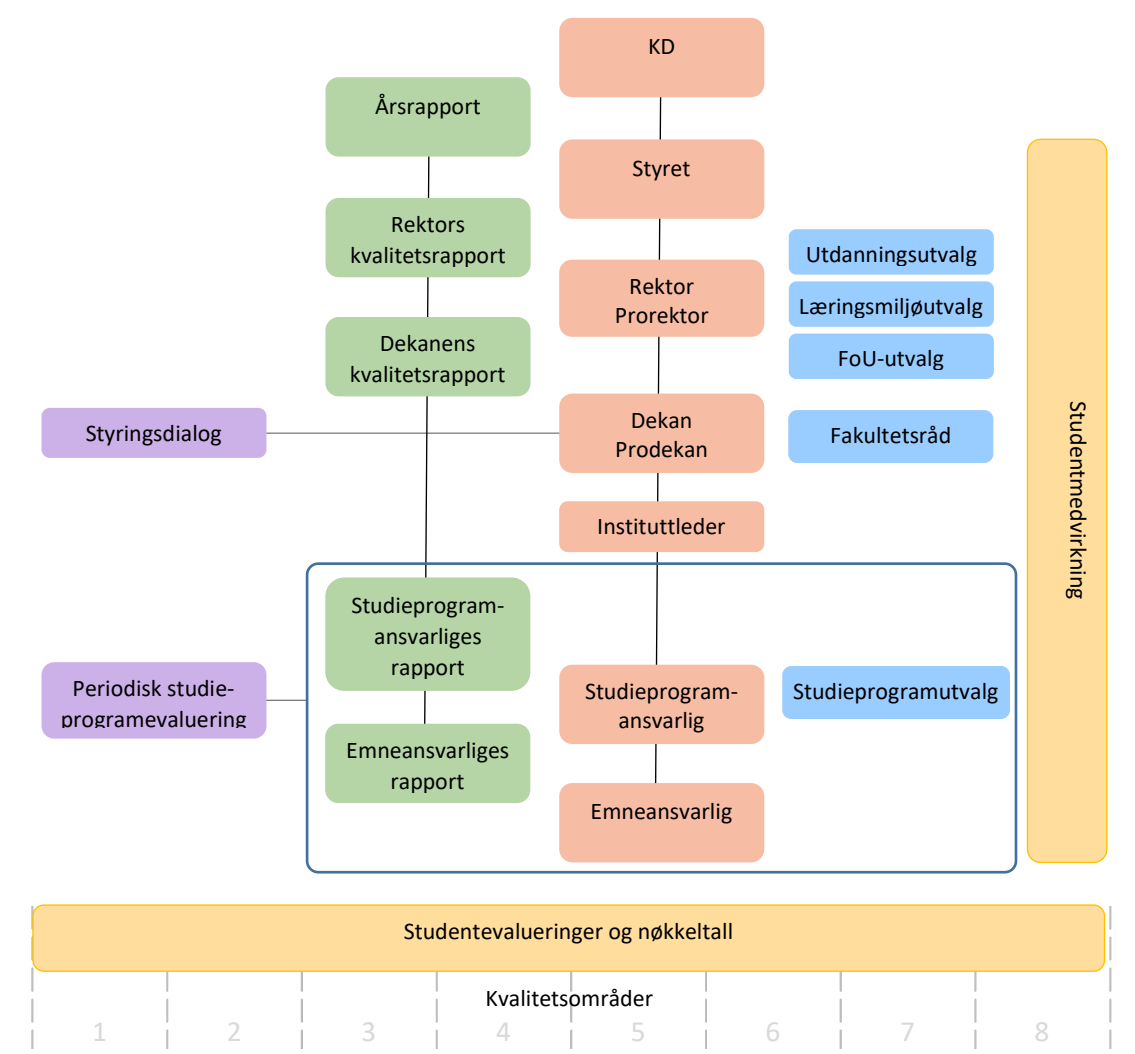 KD
Årsrapport
Styret
Rektors
kvalitetsrapport
Utdanningsutvalg
Rektor
Prorektor
Læringsmiljøutvalg
FoU-utvalg
Dekanens
kvalitetsrapport
Styringsdialog
Dekan
Prodekan
Fakultetsråd
Instituttleder
Studentmedvirkning
Studieprogram-
ansvarliges
rapport
Periodisk studie-
programevaluering
Studieprogram-
ansvarlig
Studieprogramutvalg
Emneansvarliges
rapport
Emneansvarlig
Studentevalueringer og nøkkeltall
Kvalitetsområder
1 2 3 4 5 6 7 8